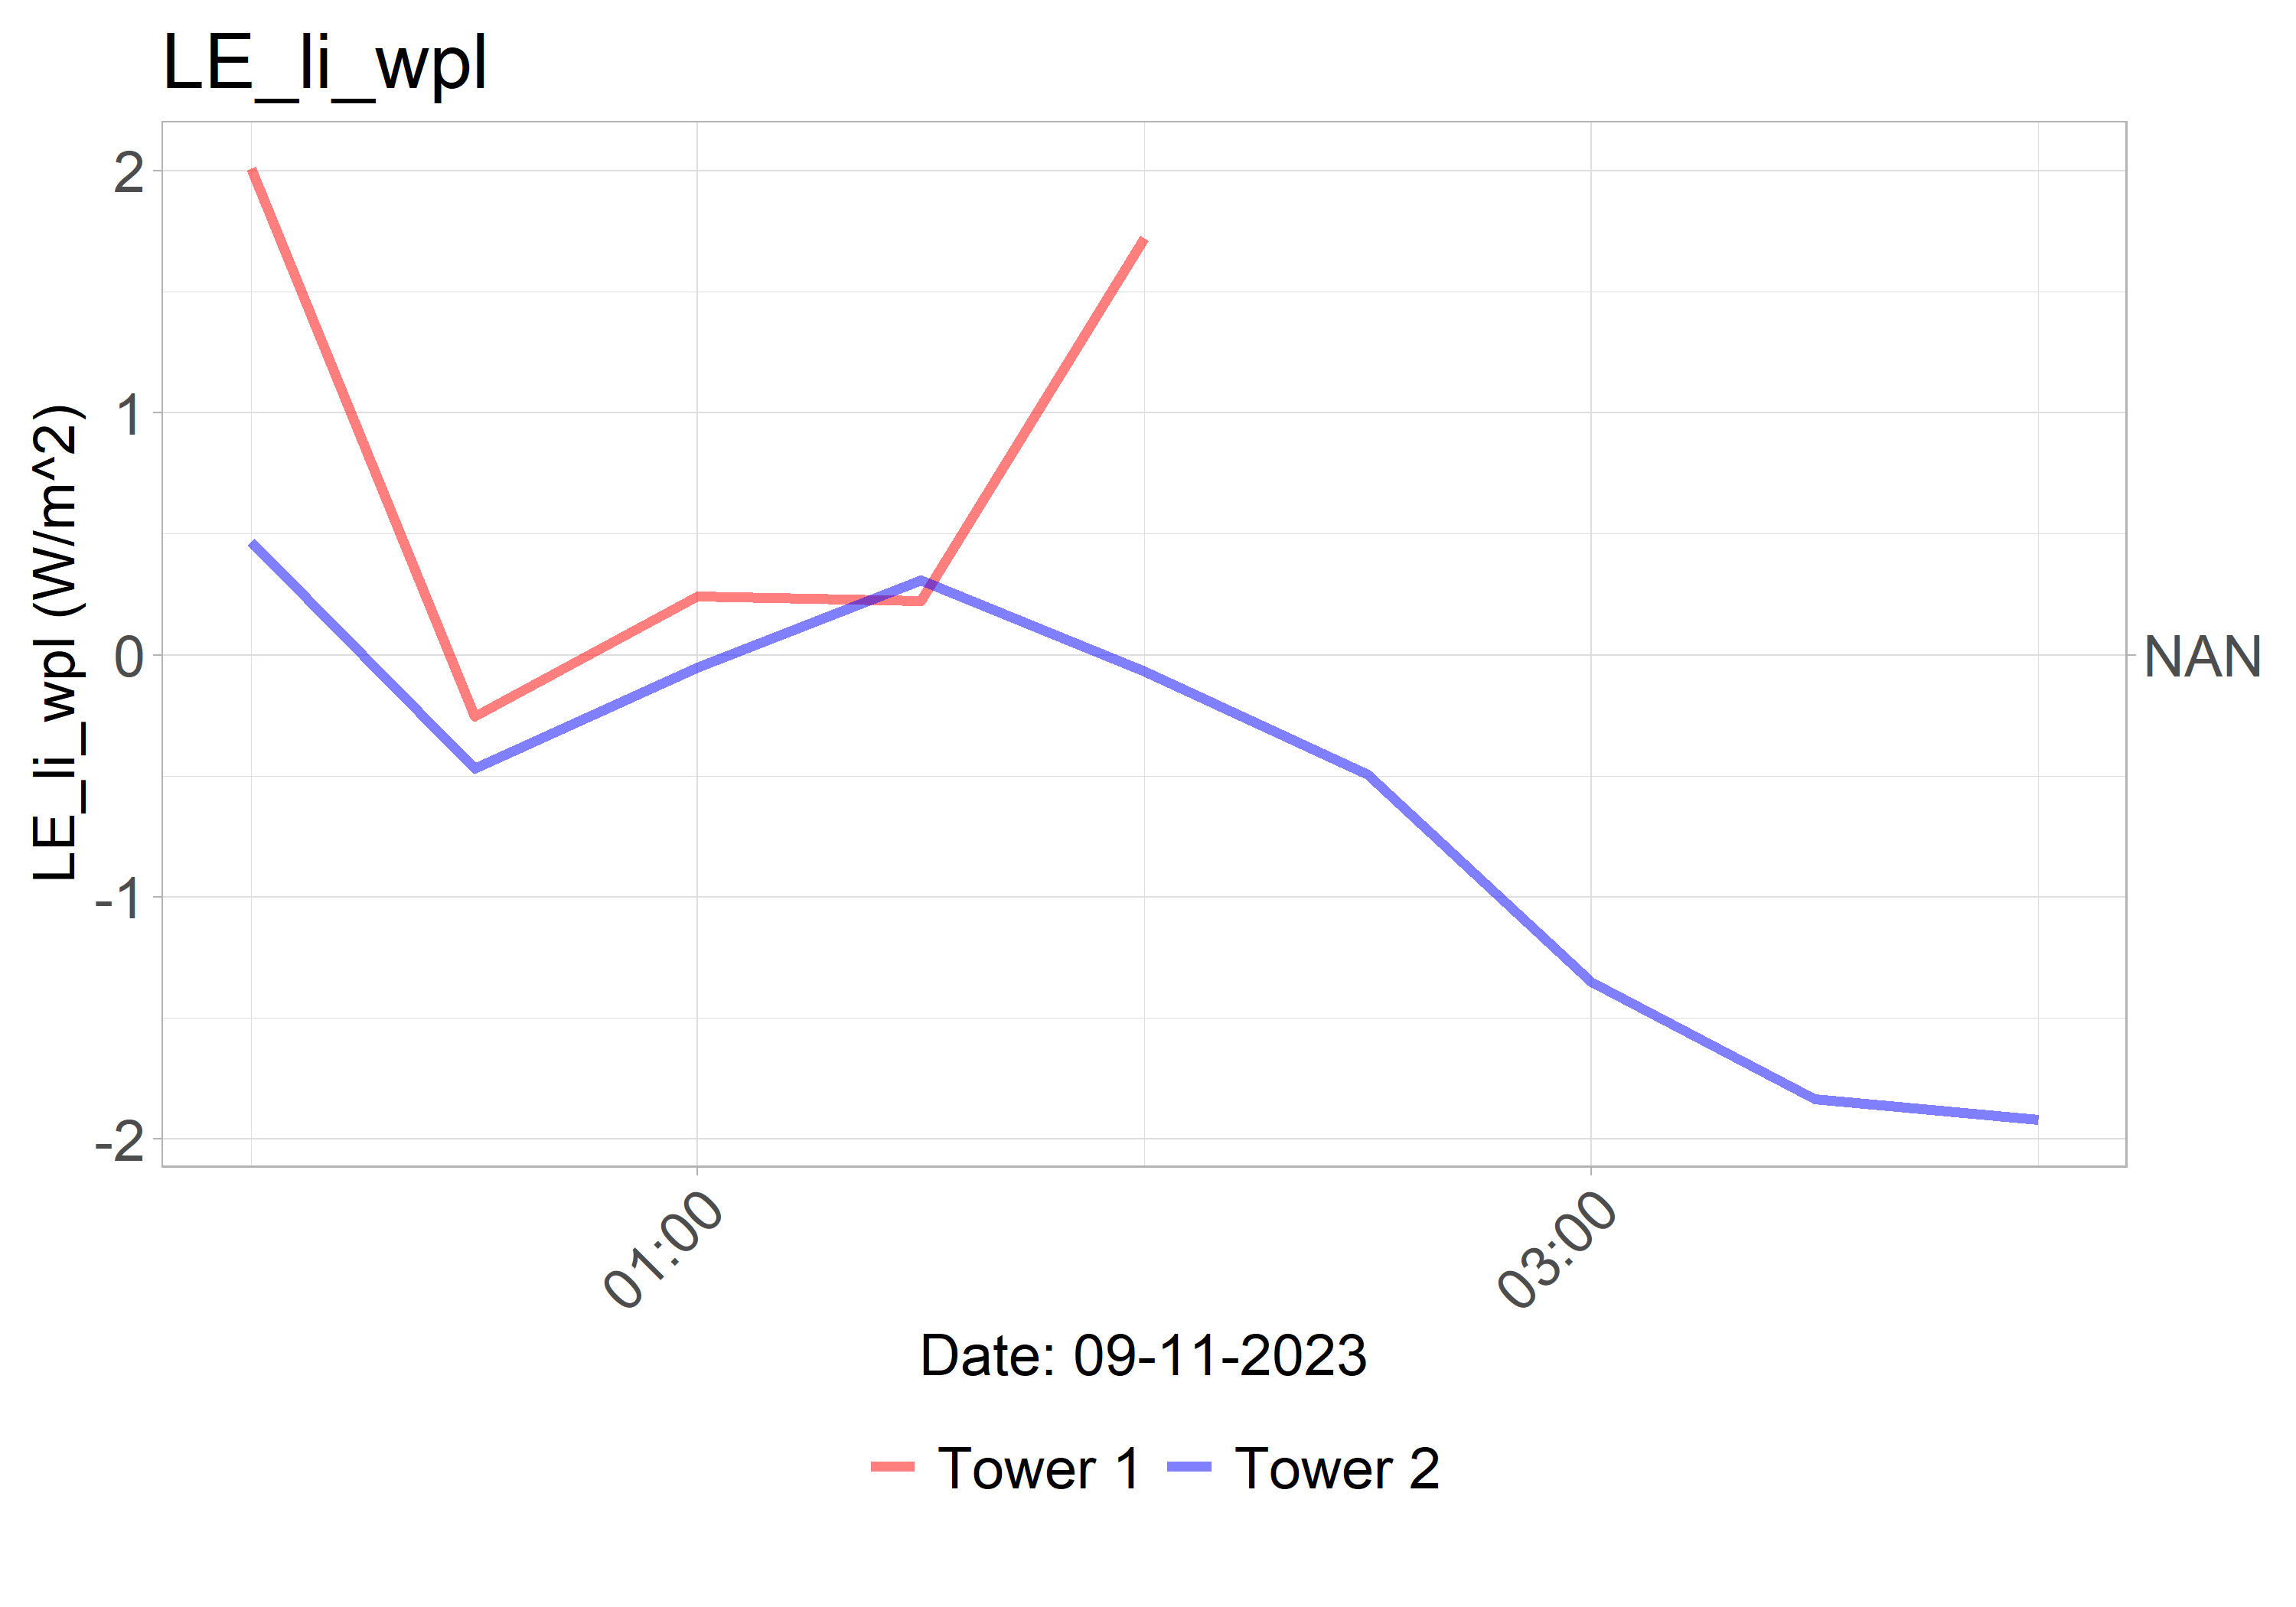 LE_li_wpl
LE_li_wpl (W/m^2)
2
1
0
-1
-2
NAN
01:00
03:00
Date: 09-11-2023
Tower 1
Tower 2